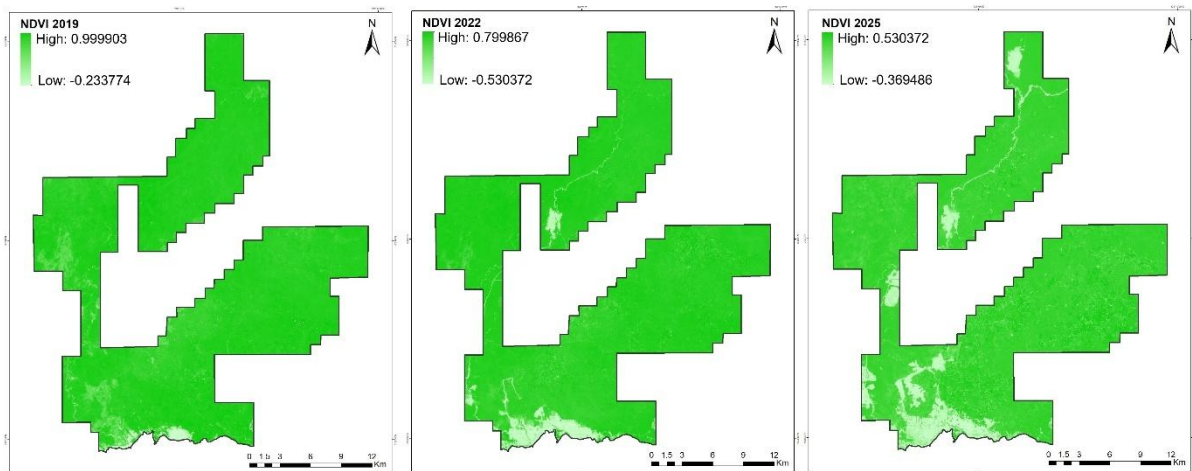 NDVI 2019
High: 0.999903
Low: -0.233774
N
0 1.5 3 6 9 12
Km
NDVI 2022
High: 0.799867
Low: -0.530372
N
0 1.5 3 6 9 12
Km
NDVI 2025
High: 0.530372
Low: -0.369486
N
0 1.5 3 6 9 12
Km